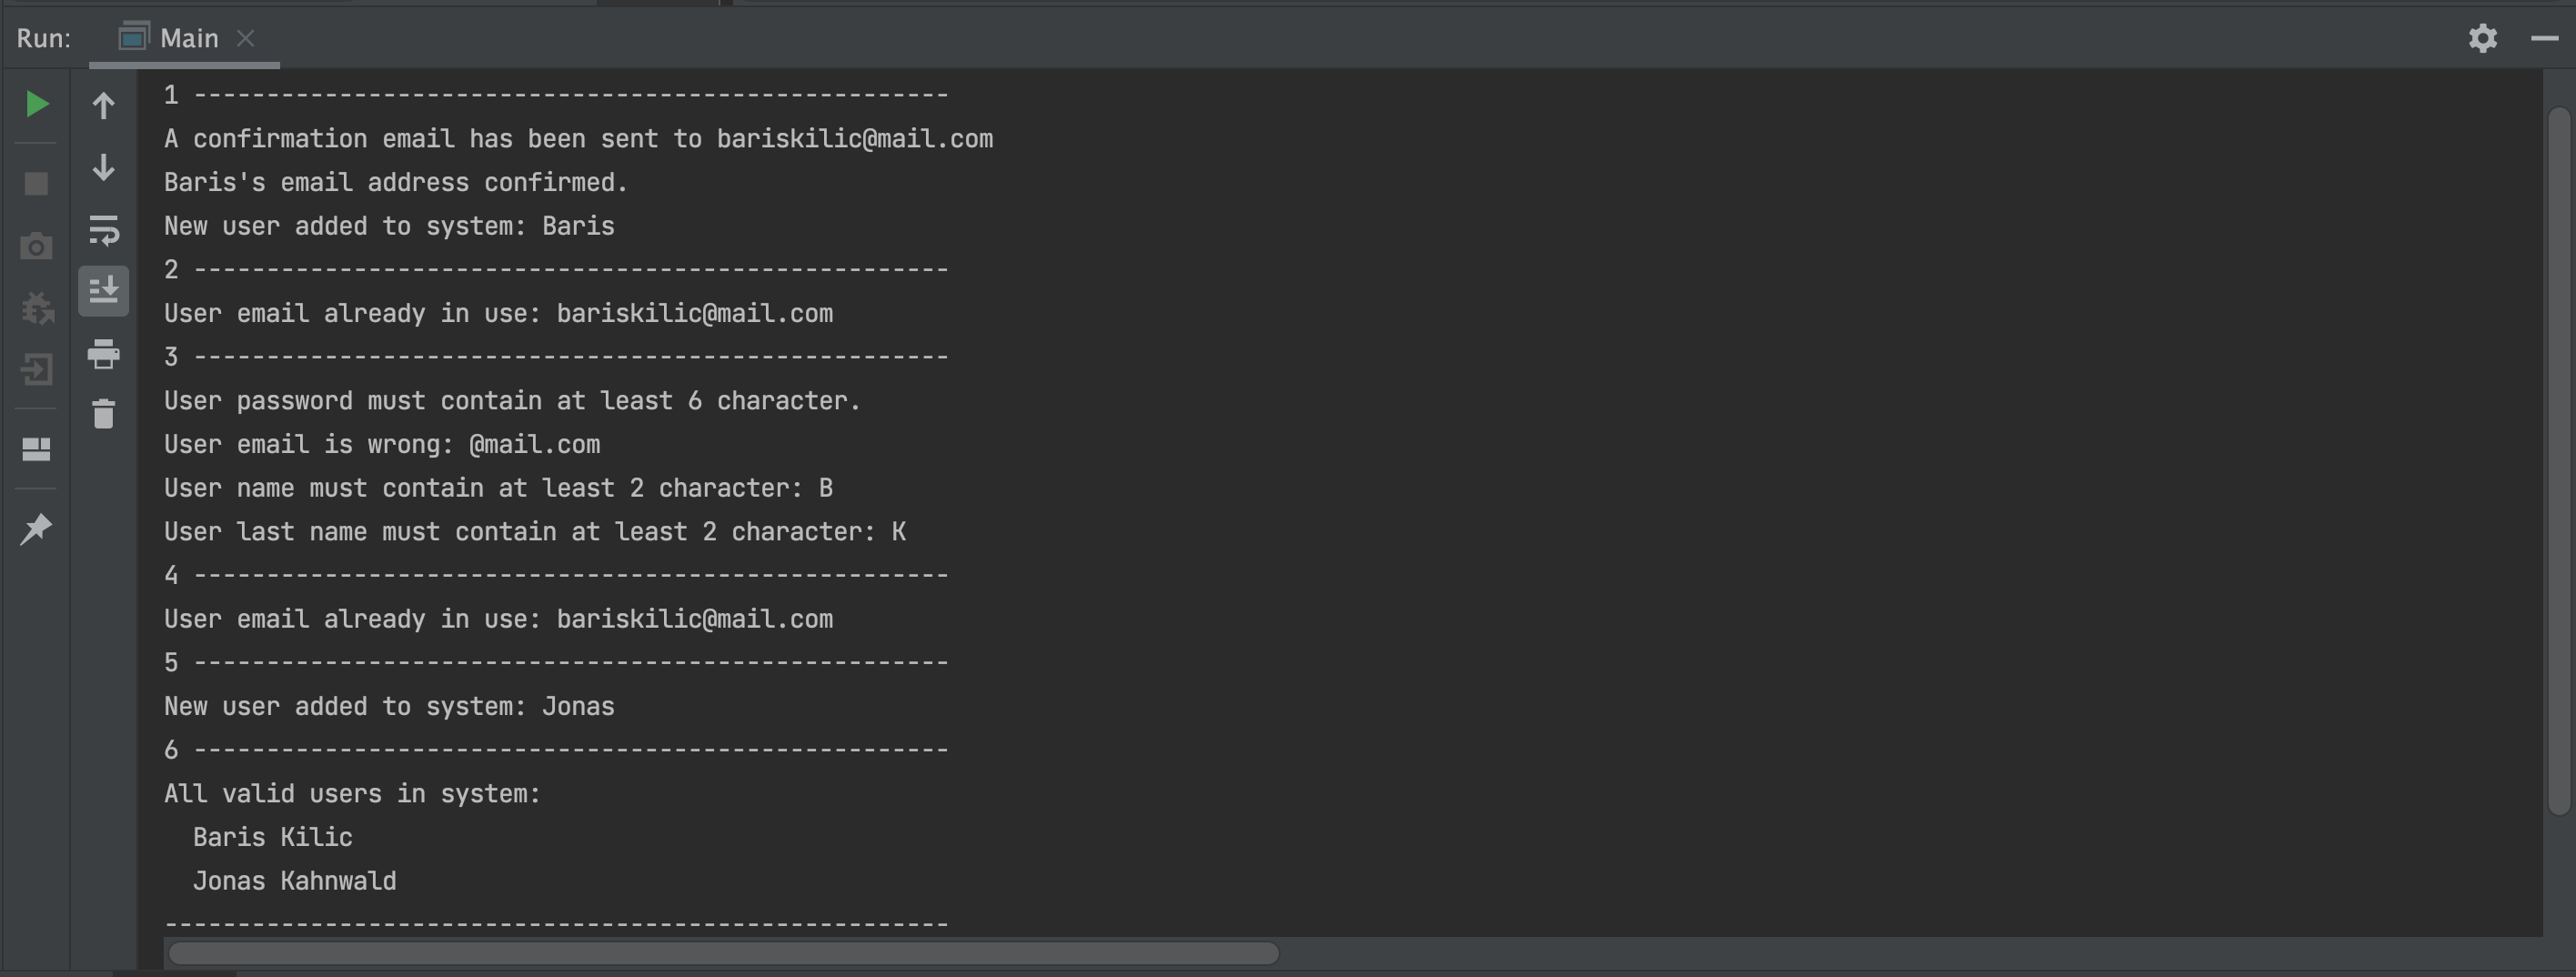 Run: Main
1 ----------------------------------------------------
A confirmation email has been sent to bariskilic@mail.com
Baris's email address confirmed.
New user added to system: Baris
2 ----------------------------------------------------
User email already in use: bariskilic@mail.com
3 ----------------------------------------------------
User password must contain at least 6 character.
User email is wrong: @mail.com
User name must contain at least 2 character: B
User last name must contain at least 2 character: K
4 ----------------------------------------------------
User email already in use: bariskilic@mail.com
5 ----------------------------------------------------
New user added to system: Jonas
6 ----------------------------------------------------
All valid users in system:
  Baris Kilic
  Jonas Kahnwald
------------------------------------------------------